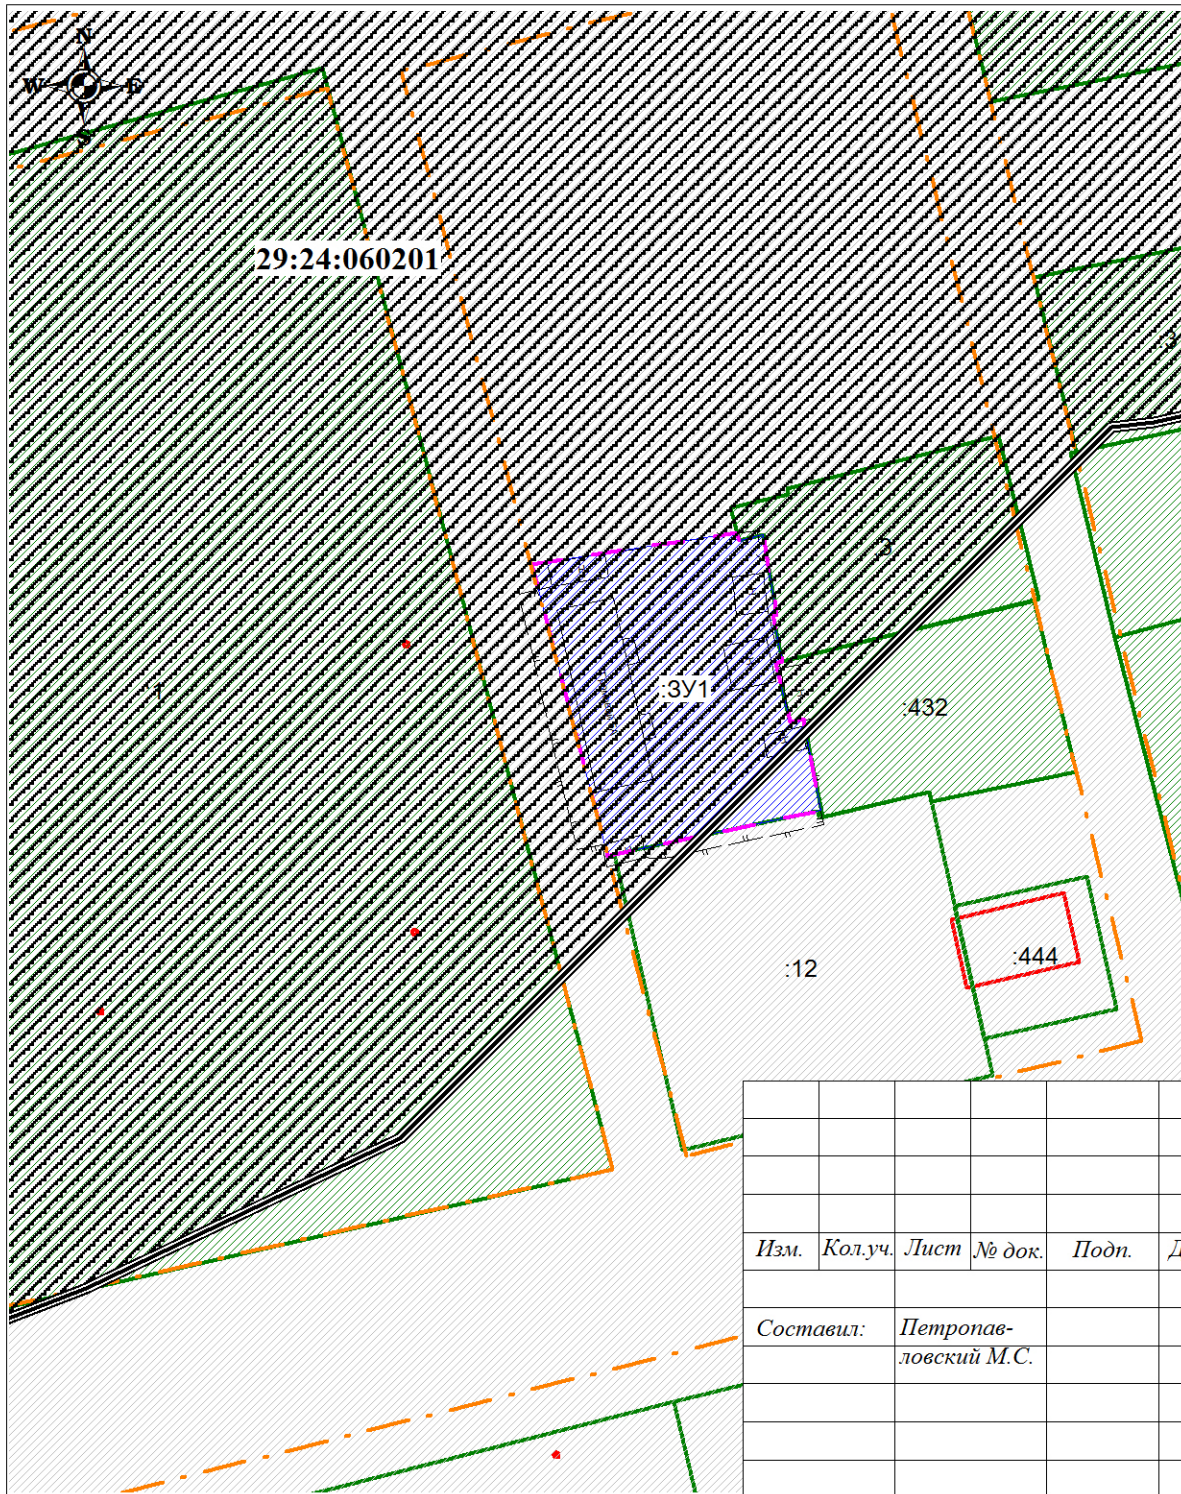 N
W E
S
29:24:060201
:3
3
:ЗУ1
:1
:432
:12
:444
Изм. Кол.уч. Лист № док. Подп.
Составил: Петропав-
ловский М.С.